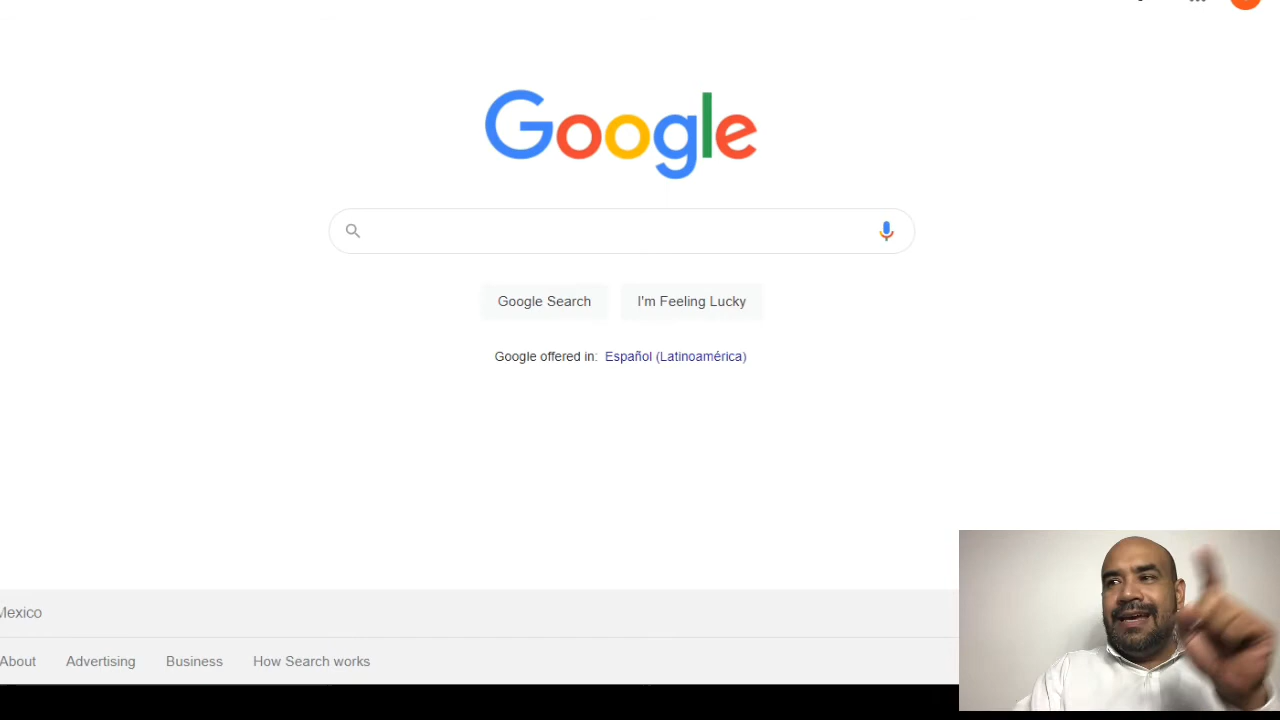 Google
Google Search
I'm Feeling Lucky
Google offered in: Español (Latinoamérica)
Mexico
About
Advertising
Business
How Search works